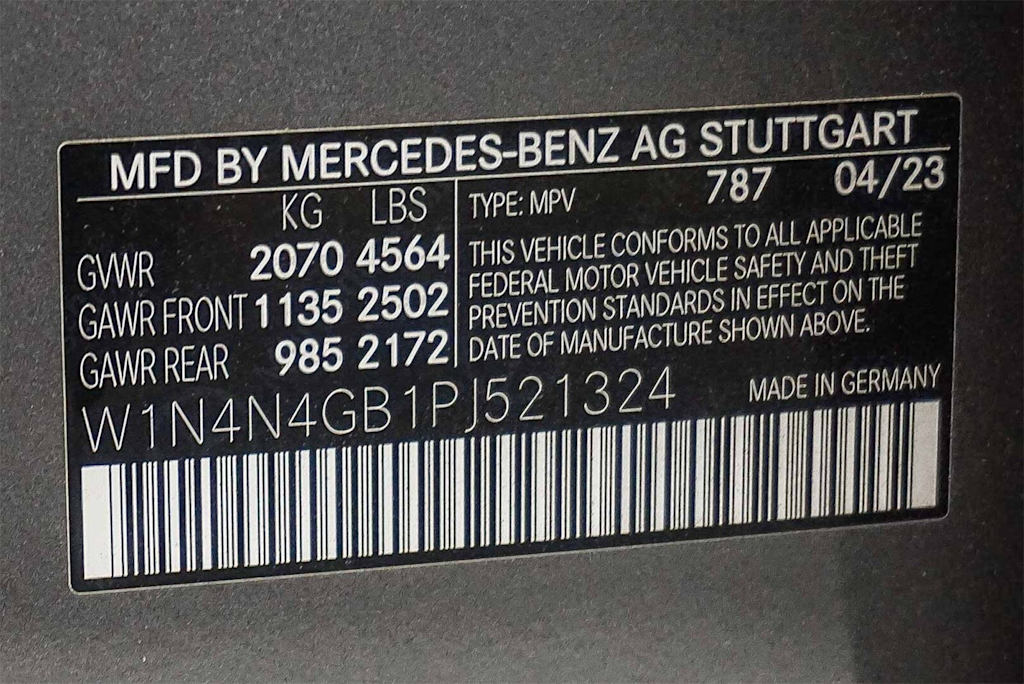 MFD BY MERCEDES-BENZ AG STUTTGART
KG LBS
GVWR 2070 4564
GAWR FRONT 1135 2502
GAWR REAR 985 2172
TYPE: MPV 787 04/23
THIS VEHICLE CONFORMS TO ALL APPLICABLE
FEDERAL MOTOR VEHICLE SAFETY AND THEFT
PREVENTION STANDARDS IN EFFECT ON THE
DATE OF MANUFACTURE SHOWN ABOVE.
W1N4N4GB1PJ521324
MADE IN GERMANY